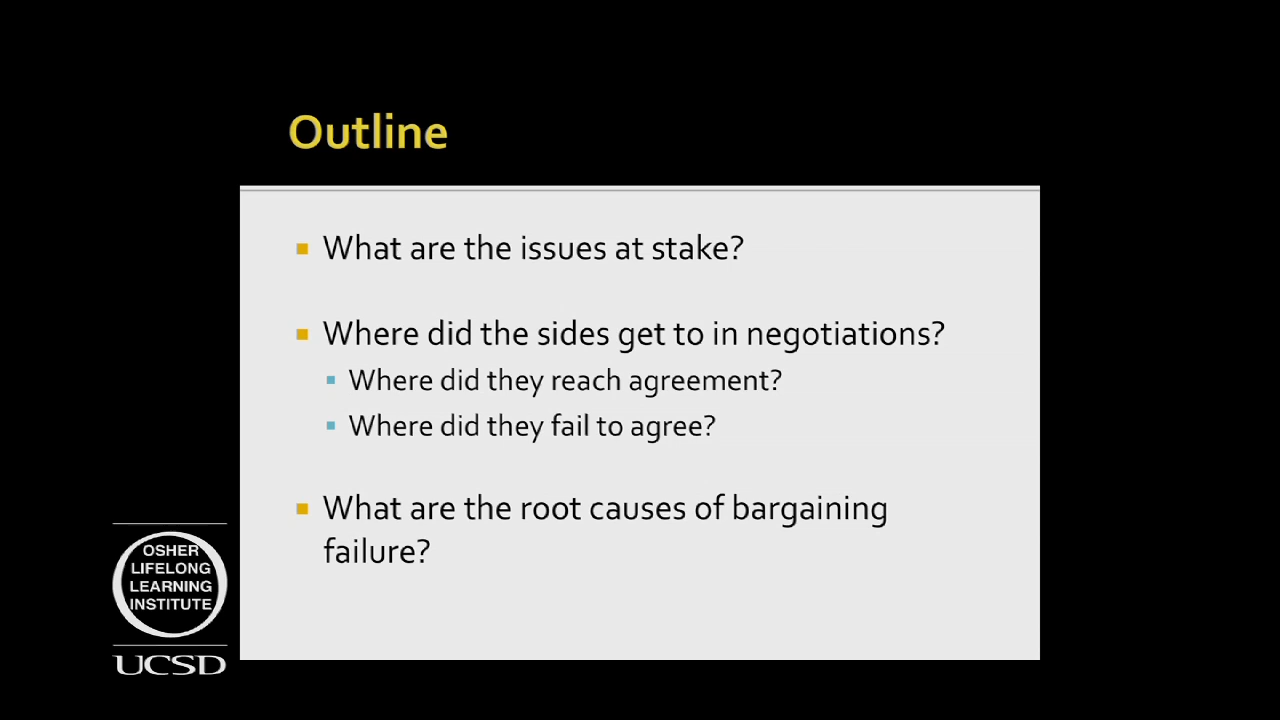 Outline
What are the issues at stake?
Where did the sides get to in negotiations?
Where did they reach agreement?
Where did they fail to agree?
What are the root causes of bargaining
failure?
OSHER
LIFELONG
LEARNING
INSTITUTE
UCSD